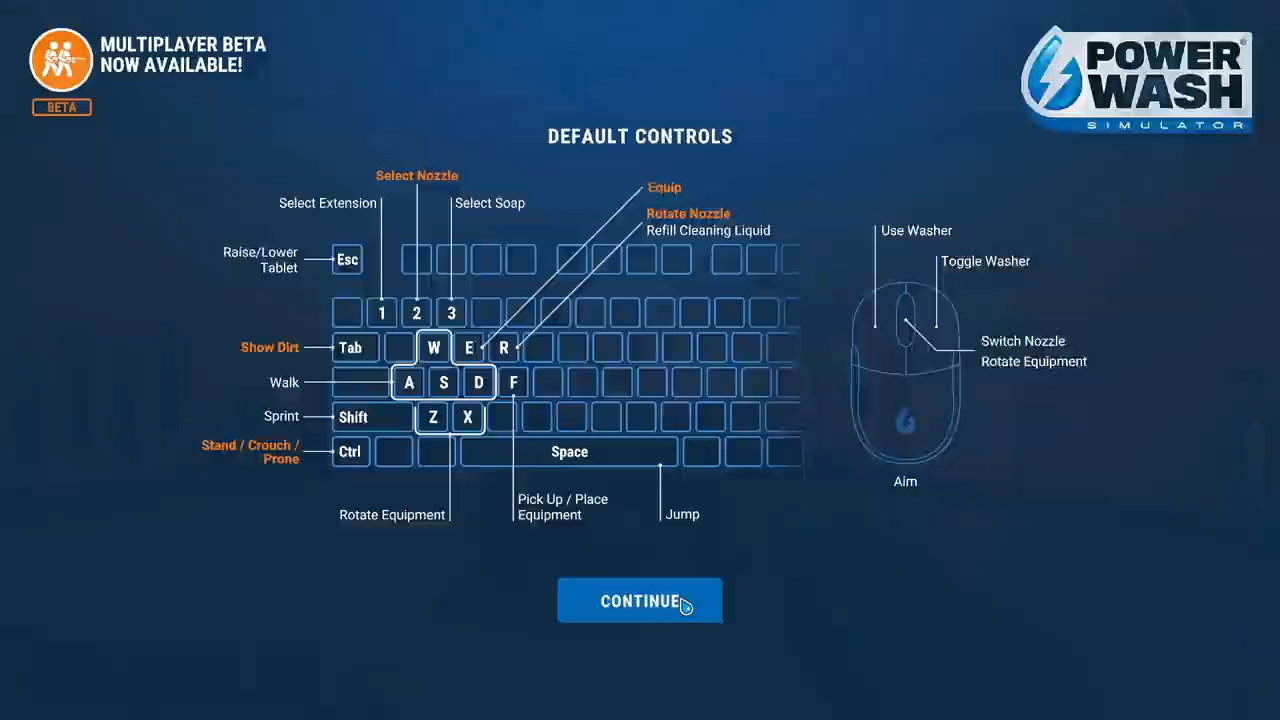 MULTIPLAYER BETA
NOW AVAILABLE!
BETA
POWER
WASH
SIMULATOR
DEFAULT CONTROLS
Select Nozzle
Select Extension
Select Soap
Equip
Rotate Nozzle
Refill Cleaning Liquid
Raise/Lower
Tablet
Esc
1 2 3
Show Dirt
Tab W E R
Walk
A S D F
Sprint
Shift Z X
Stand / Crouch /
Prone
Ctrl Space
Rotate Equipment
Pick Up / Place
Equipment
Jump
Use Washer
Toggle Washer
Switch Nozzle
Rotate Equipment
Aim
CONTINUE